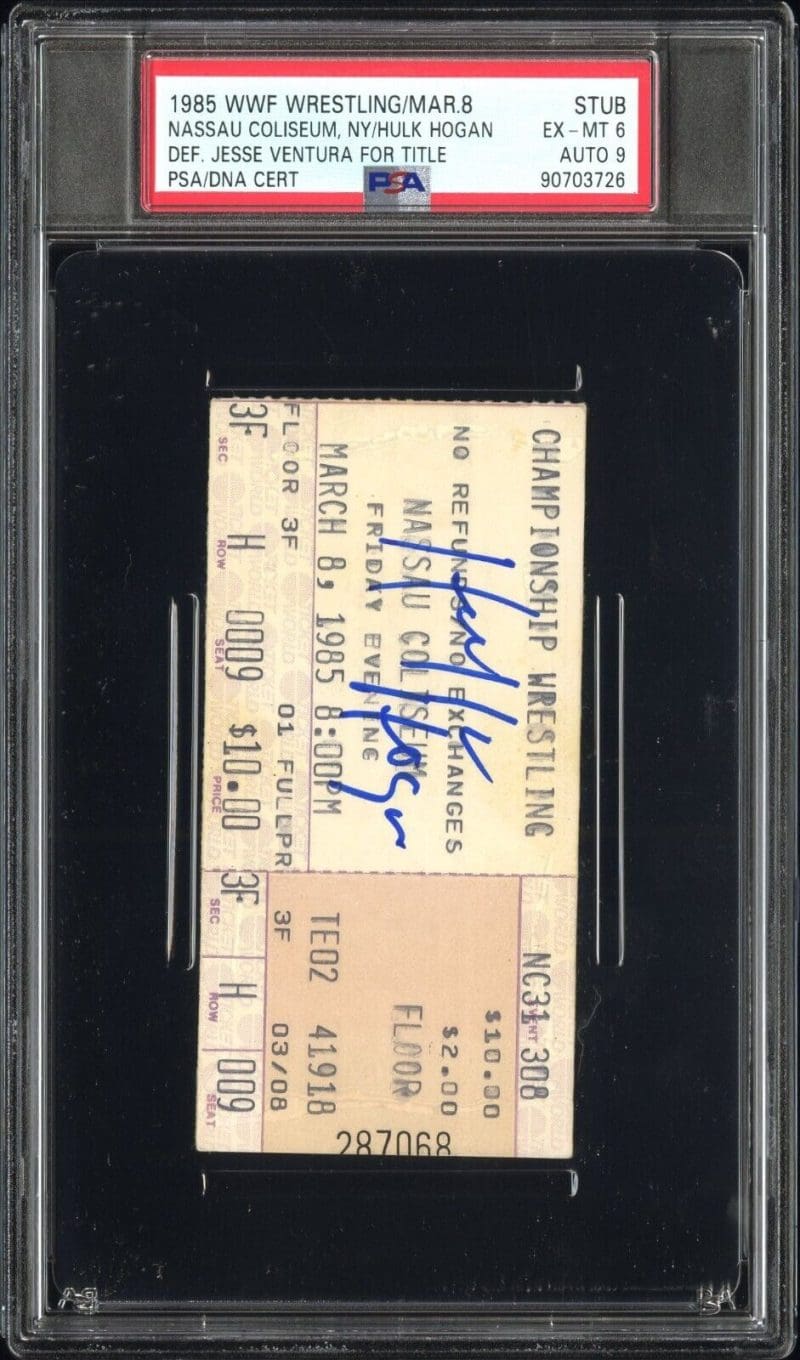 1985 WWF WRESTLING/MAR.8 STUB
NASSAU COLISEUM, NY/HULK HOGAN EX-MT 6
DEF. JESSE VENTURA FOR TITLE AUTO 9
PSA/DNA CERT PSA 90703726
CHAMPIONSHIP WRESTLING
NO REFUNDS/NO EXCHANGES
NASSAU COLISEUM
FRIDAY EVENING
MARCH 8, 1985 8:00PM
Hulk Hogan
FLOOR 3F 01 FULLPR
3F H 0009 $10.00
SEC ROW SEAT PRICE
NC31 308
$10.00
$2.00
FLOOR
TE02 41918
3F 03/08
3F H 009
SEC ROW SEAT
287068